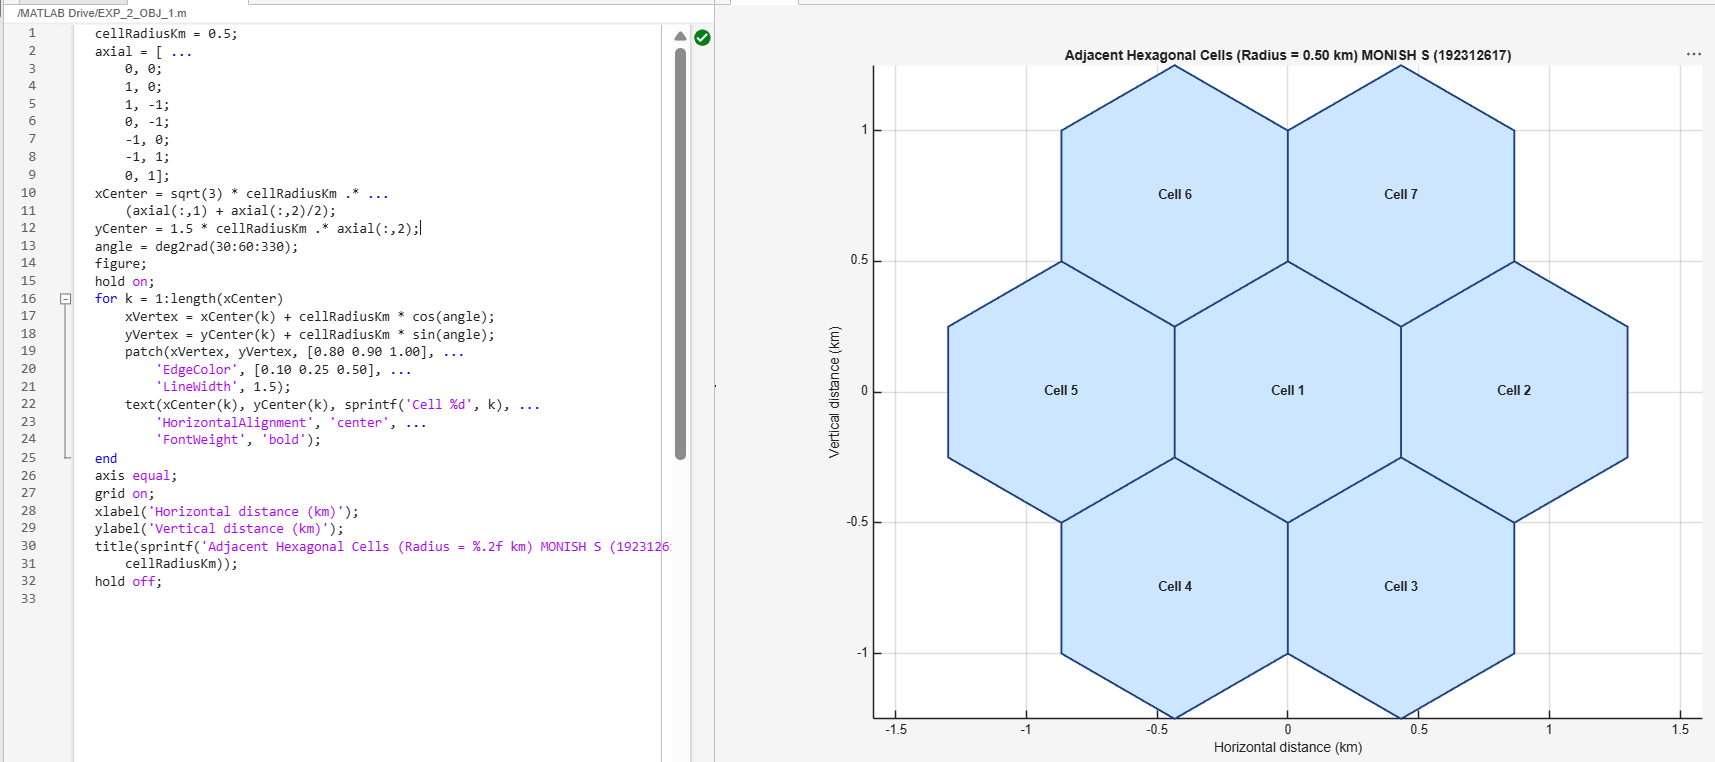 /MATLAB Drive/EXP_2_OBJ_1.m
1 cellRadiusKm = 0.5;
2 axial = [ ...
3 0, 0;
4 1, 0;
5 1, -1;
6 0, -1;
7 -1, 0;
8 -1, 1;
9 0, 1];
10 xCenter = sqrt(3) * cellRadiusKm .* ...
11 (axial(:,1) + axial(:,2)/2);
12 yCenter = 1.5 * cellRadiusKm .* axial(:,2);
13 angle = deg2rad(30:60:330);
14 figure;
15 hold on;
16 for k = 1:length(xCenter)
17 xVertex = xCenter(k) + cellRadiusKm * cos(angle);
18 yVertex = yCenter(k) + cellRadiusKm * sin(angle);
19 patch(xVertex, yVertex, [0.80 0.90 1.00], ...
20 'EdgeColor', [0.10 0.25 0.50], ...
21 'LineWidth', 1.5);
22 text(xCenter(k), yCenter(k), sprintf('Cell %d', k), ...
23 'HorizontalAlignment', 'center', ...
24 'FontWeight', 'bold');
25 end
26 axis equal;
27 grid on;
28 xlabel('Horizontal distance (km)');
29 ylabel('Vertical distance (km)');
30 title(sprintf('Adjacent Hexagonal Cells (Radius = %.2f km) MONISH S (1923126
31 cellRadiusKm));
32 hold off;
33
Adjacent Hexagonal Cells (Radius = 0.50 km) MONISH S (192312617)
Cell 6
Cell 7
Cell 5
Cell 1
Cell 2
Cell 4
Cell 3
Vertical distance (km)
1
0.5
0
-0.5
-1
-1.5
-1
-0.5
0
0.5
1
1.5
Horizontal distance (km)